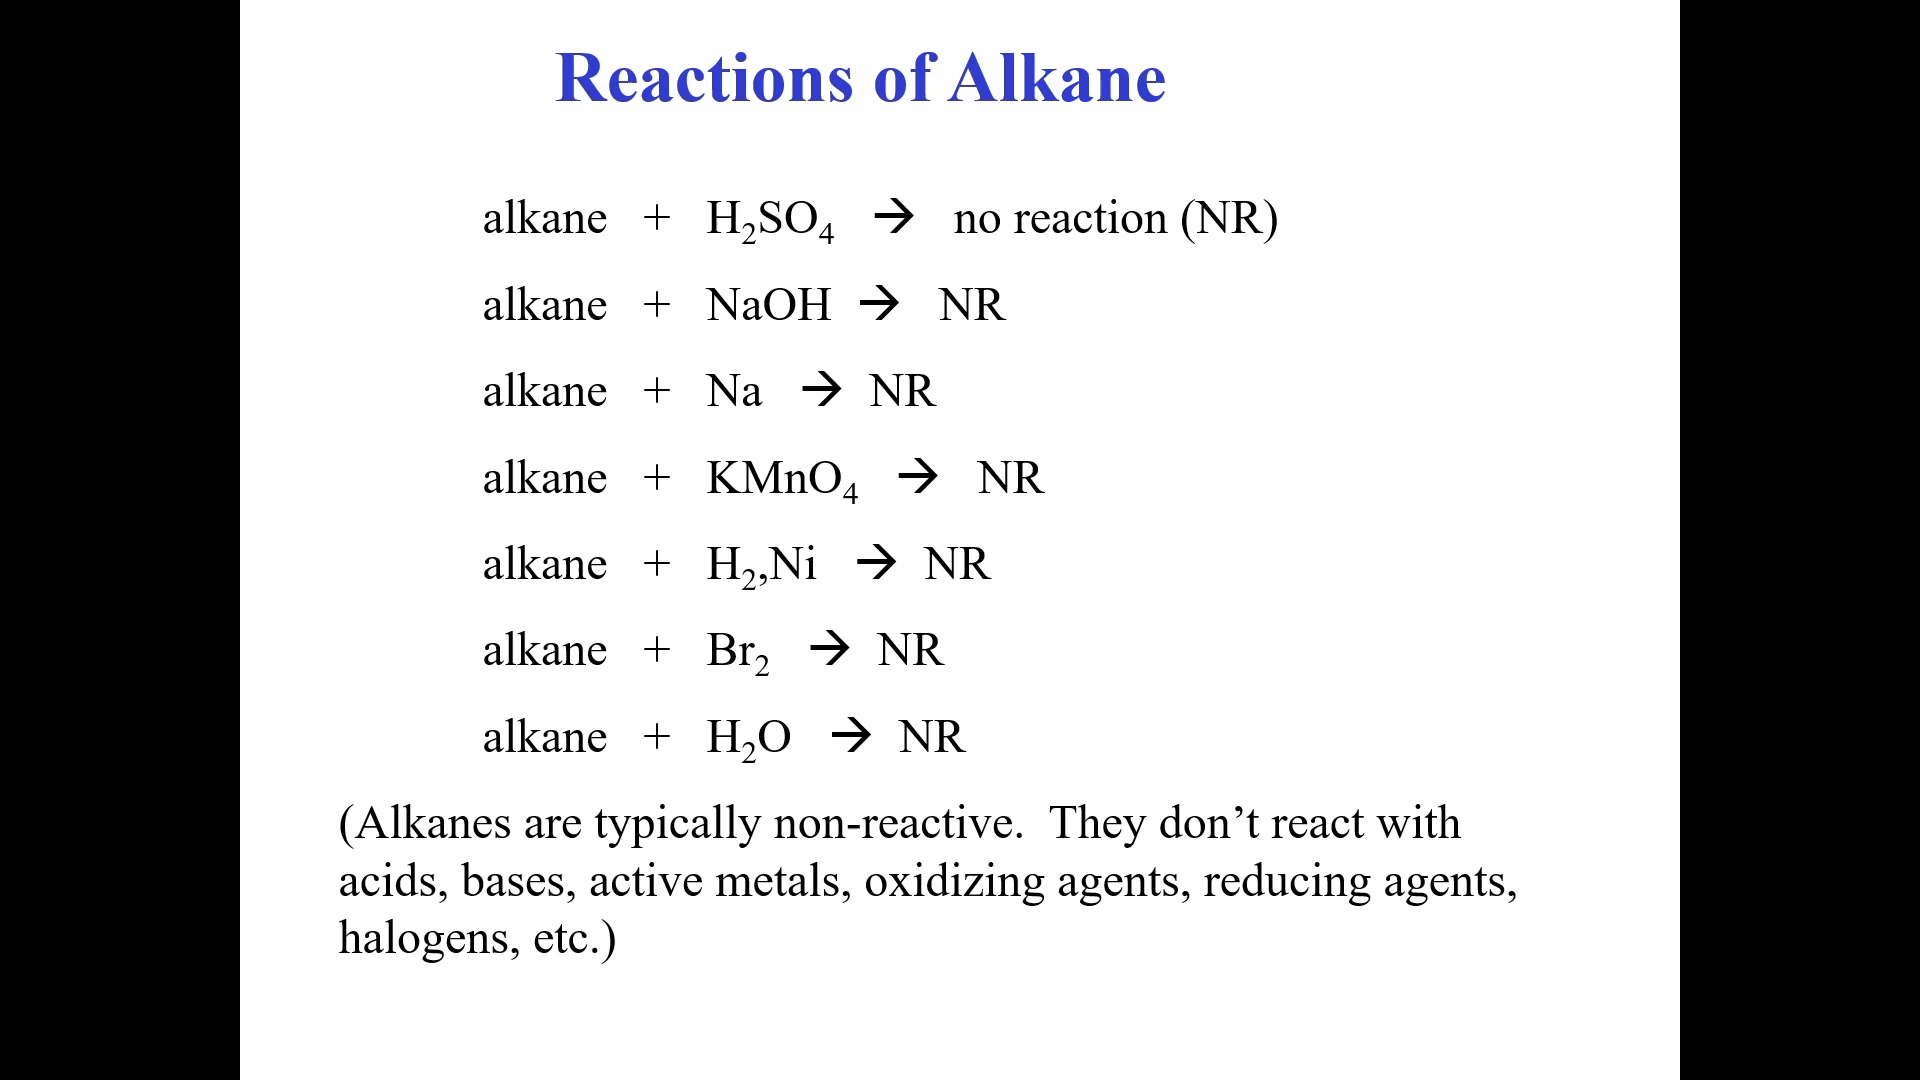 Reactions of Alkane
alkane + H₂SO₄ → no reaction (NR)
alkane + NaOH → NR
alkane + Na → NR
alkane + KMnO₄ → NR
alkane + H₂,Ni → NR
alkane + Br₂ → NR
alkane + H₂O → NR
(Alkanes are typically non-reactive. They don’t react with
acids, bases, active metals, oxidizing agents, reducing agents,
halogens, etc.)